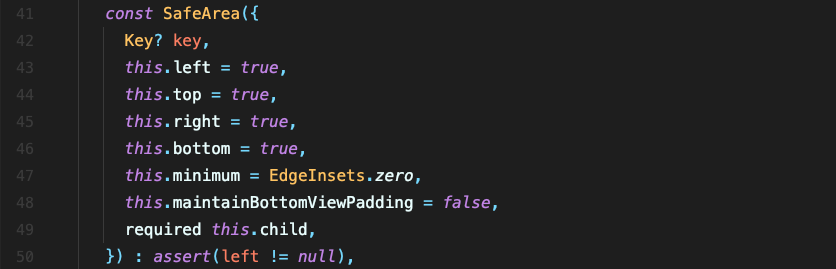 41 const SafeArea({
42 Key? key,
43 this.left = true,
44 this.top = true,
45 this.right = true,
46 this.bottom = true,
47 this.minimum = EdgeInsets.zero,
48 this.maintainBottomViewPadding = false,
49 required this.child,
50 }) : assert(left != null),